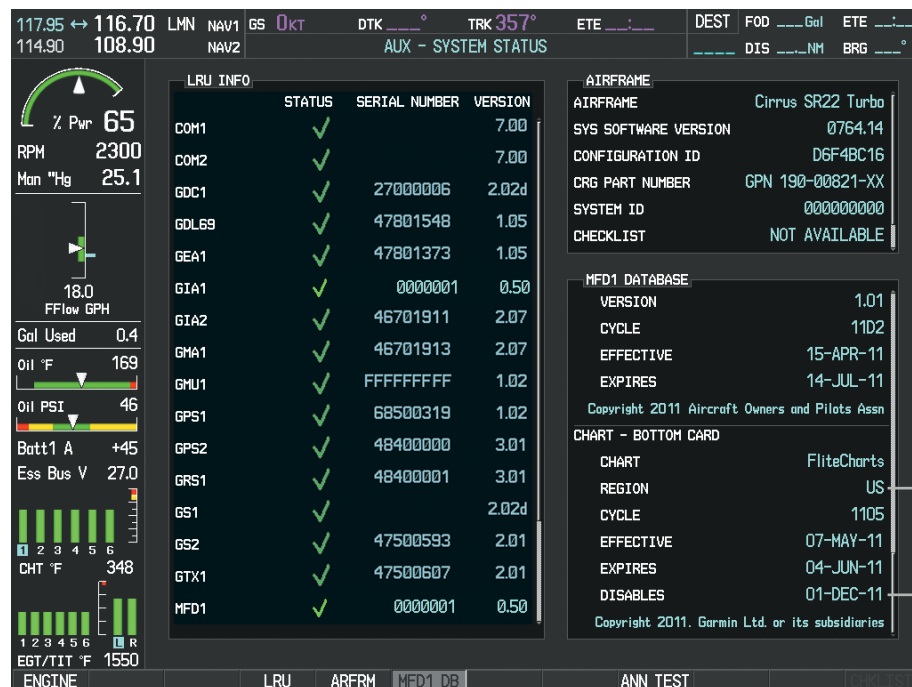 117.95 ↔ 116.70 LMN NAV1 GS 0KT DTK ___° TRK 357° ETE __:__ DEST FOD ___Gal ETE __:__
114.90 108.90 NAV2 AUX – SYSTEM STATUS ____ DIS __._NM BRG ___°
% Pwr 65
RPM 2300
Man "Hg 25.1
18.0
FFlow GPH
Gal Used 0.4
Oil °F 169
Oil PSI 46
Batt1 A +45
Ess Bus V 27.0
1 2 3 4 5 6
CHT °F 348
1 2 3 4 5 6 L R
EGT/TIT °F 1550
LRU INFO
STATUS SERIAL NUMBER VERSION
COM1 ✓ 7.00
COM2 ✓ 7.00
GDC1 ✓ 27000006 2.02d
GDL69 ✓ 47801548 1.05
GEA1 ✓ 47801373 1.05
GIA1 ✓ 0000001 0.50
GIA2 ✓ 46701911 2.07
GMA1 ✓ 46701913 2.07
GMU1 ✓ FFFFFFFFF 1.02
GPS1 ✓ 68500319 1.02
GPS2 ✓ 48400000 3.01
GRS1 ✓ 48400001 3.01
GS1 ✓ 2.02d
GS2 ✓ 47500593 2.01
GTX1 ✓ 47500607 2.01
MFD1 ✓ 0000001 0.50
AIRFRAME
AIRFRAME Cirrus SR22 Turbo
SYS SOFTWARE VERSION 0764.14
CONFIGURATION ID D6F4BC16
CRG PART NUMBER GPN 190-00821-XX
SYSTEM ID 000000000
CHECKLIST NOT AVAILABLE
MFD1 DATABASE
VERSION 1.01
CYCLE 11D2
EFFECTIVE 15-APR-11
EXPIRES 14-JUL-11
Copyright 2011 Aircraft Owners and Pilots Assn
CHART – BOTTOM CARD
CHART FliteCharts
REGION US
CYCLE 1105
EFFECTIVE 07-MAY-11
EXPIRES 04-JUN-11
DISABLES 01-DEC-11
Copyright 2011. Garmin Ltd. or its subsidiaries
ENGINE LRU ARFRM MFD1 DB ANN TEST CHKLIST